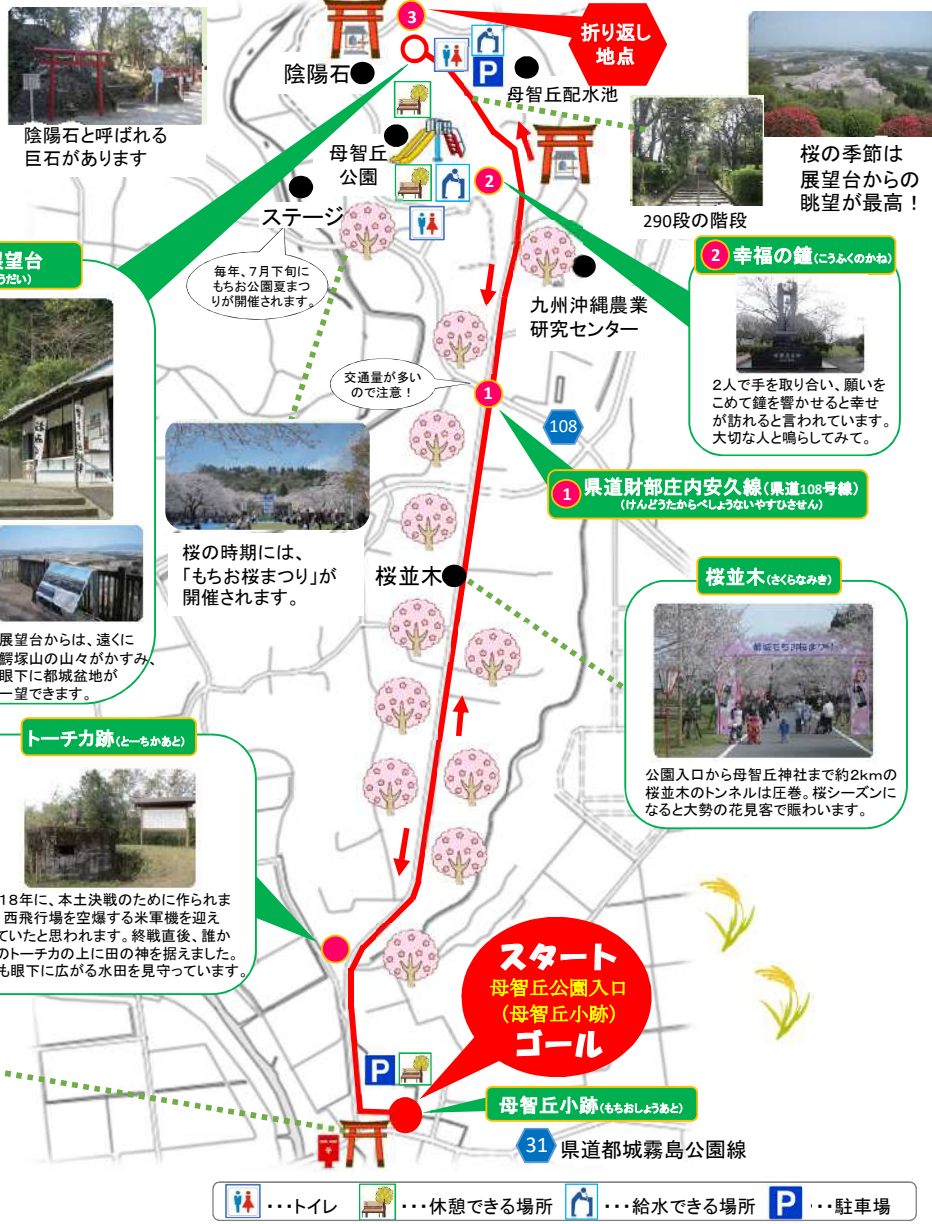 3
折り返し
地点
陰陽石
P
母智丘配水池
陰陽石と呼ばれる
巨石があります
母智丘
公園
2
290段の階段
桜の季節は
展望台からの
眺望が最高！
ステージ
毎年、7月下旬に
もちお公園夏まつ
りが開催されます。
九州沖縄農業
研究センター
2 幸福の鐘(こうふくのかね)
2人で手を取り合い、願いを
こめて鐘を響かせると幸せ
が訪れると言われています。
大切な人と鳴らしてみて。
望台
うだい)
交通量が多い
ので注意！
1
108
1 県道財部庄内安久線(県道108号線)
(けんどうたからべしょうないやすひさせん)
桜の時期には、
「もちお桜まつり」が
開催されます。
桜並木
桜並木(さくらなみき)
都城もちお桜まつり
公園入口から母智丘神社まで約2kmの
桜並木のトンネルは圧巻。桜シーズンに
なると大勢の花見客で賑わいます。
展望台からは、遠くに
鰐塚山の山々がかすみ、
眼下に都城盆地が
一望できます。
トーチカ跡(とーちかあと)
18年に、本土決戦のために作られま
西飛行場を空爆する米軍機を迎え
ていたと思われます。終戦直後、誰か
のトーチカの上に田の神を据えました。
も眼下に広がる水田を見守っています。
スタート
母智丘公園入口
(母智丘小跡)
ゴール
P
母智丘小跡(もちおしょうあと)
31 県道都城霧島公園線
･･･トイレ ･･･休憩できる場所 ･･･給水できる場所 P ･･･駐車場